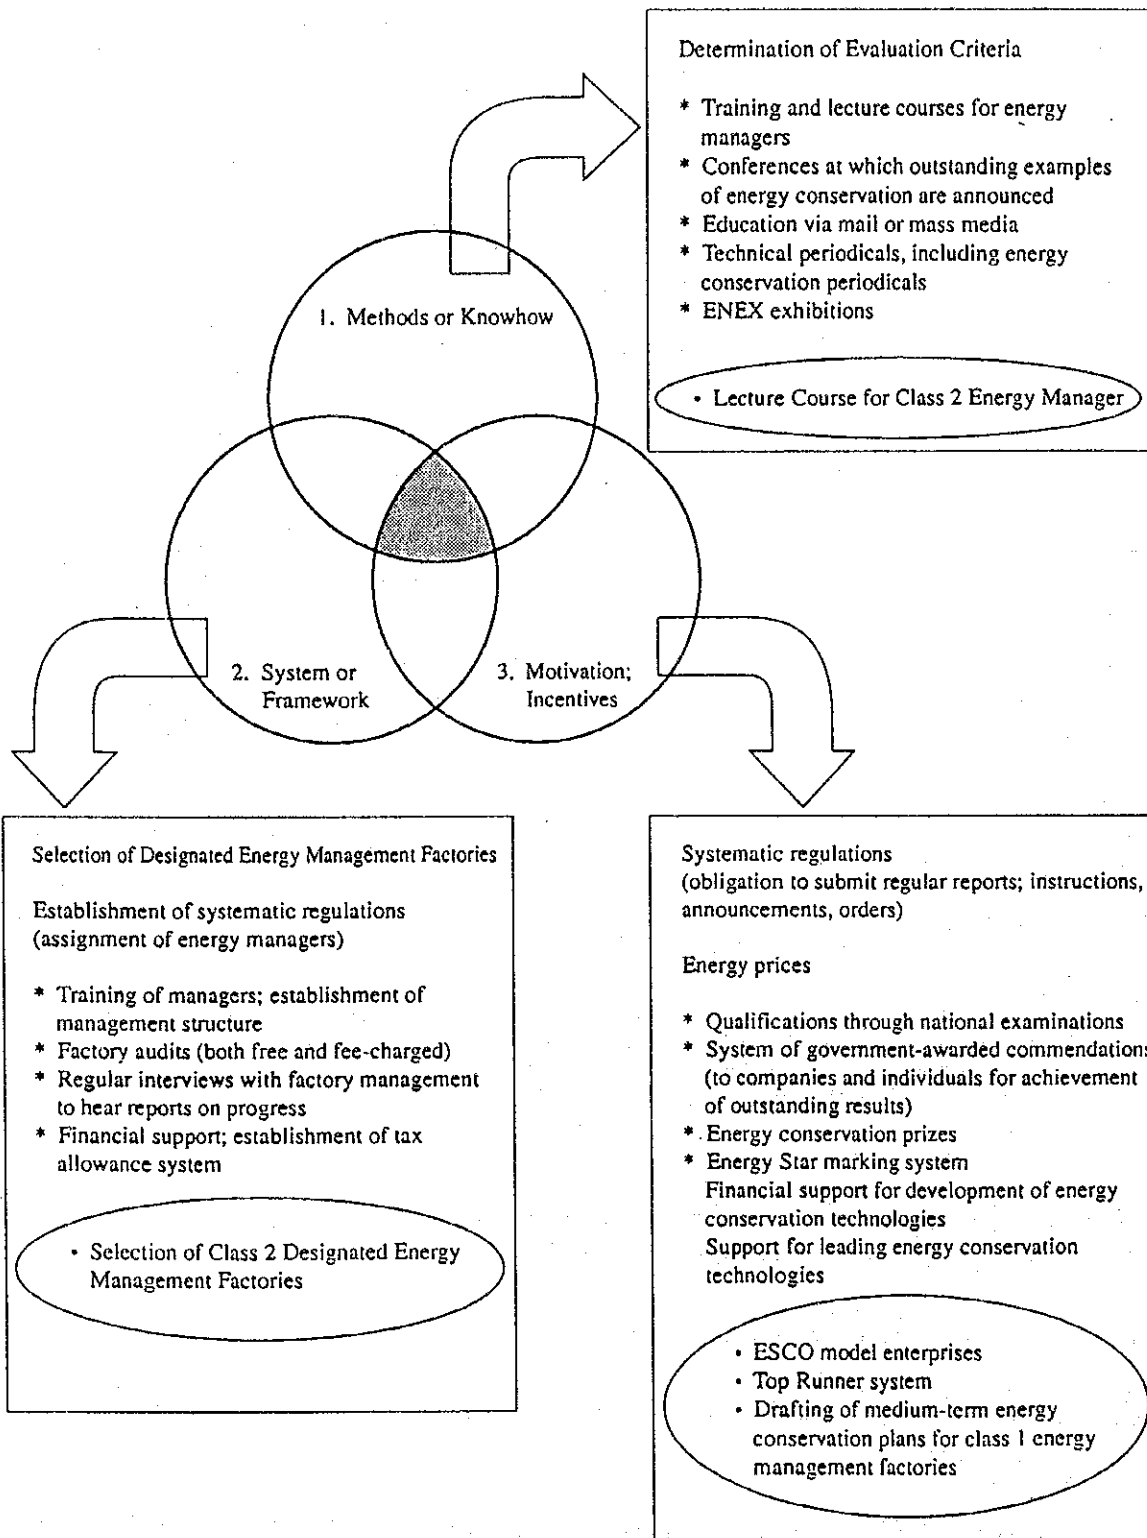 Determination of Evaluation Criteria
* Training and lecture courses for energy
managers
* Conferences at which outstanding examples
of energy conservation are announced
* Education via mail or mass media
* Technical periodicals, including energy
conservation periodicals
* ENEX exhibitions
• Lecture Course for Class 2 Energy Manager
1. Methods or Knowhow
2. System or
Framework
3. Motivation;
Incentives
Selection of Designated Energy Management Factories
Establishment of systematic regulations
(assignment of energy managers)
* Training of managers; establishment of
management structure
* Factory audits (both free and fee-charged)
* Regular interviews with factory management
to hear reports on progress
* Financial support; establishment of tax
allowance system
• Selection of Class 2 Designated Energy
Management Factories
Systematic regulations
(obligation to submit regular reports; instructions,
announcements, orders)
Energy prices
* Qualifications through national examinations
* System of government-awarded commendations
(to companies and individuals for achievement
of outstanding results)
* Energy conservation prizes
* Energy Star marking system
Financial support for development of energy
conservation technologies
Support for leading energy conservation
technologies
• ESCO model enterprises
• Top Runner system
• Drafting of medium-term energy
conservation plans for class 1 energy
management factories